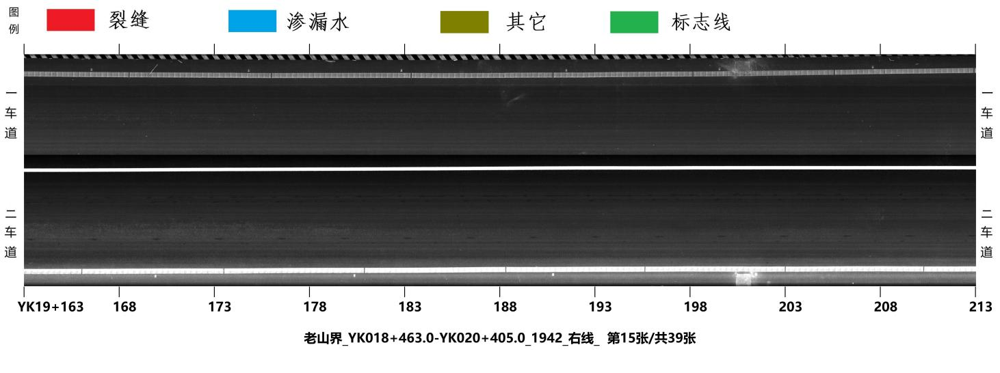 图例
裂缝
渗漏水
其它
标志线
一车道
一车道
二车道
二车道
YK19+163 168 173 178 183 188 193 198 203 208 213
老山界_YK018+463.0-YK020+405.0_1942_右线_ 第15张/共39张